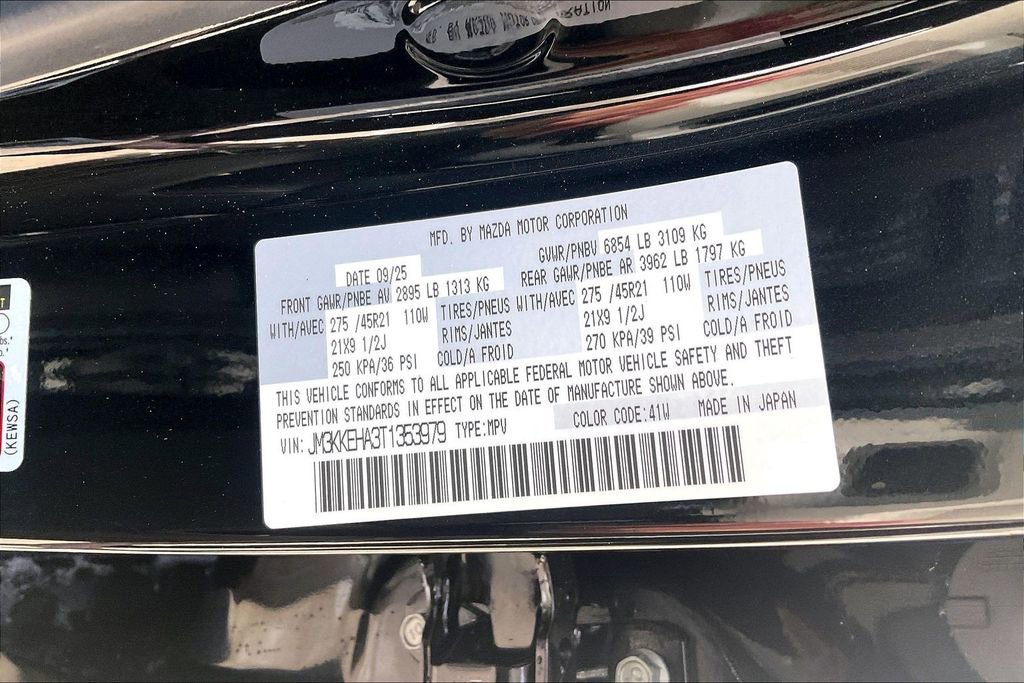 MFD. BY MAZDA MOTOR CORPORATION
DATE 09/25
GVWR/PNBV 6854 LB 3109 KG
FRONT GAWR/PNBE AV 2895 LB 1313 KG
REAR GAWR/PNBE AR 3962 LB 1797 KG
WITH/AVEC 275 /45R21 110W TIRES/PNEUS
21X9 1/2J RIMS/JANTES
250 KPA/36 PSI COLD/A FROID
WITH/AVEC 275 /45R21 110W TIRES/PNEUS
21X9 1/2J RIMS/JANTES
270 KPA/39 PSI COLD/A FROID
THIS VEHICLE CONFORMS TO ALL APPLICABLE FEDERAL MOTOR VEHICLE SAFETY AND THEFT
PREVENTION STANDARDS IN EFFECT ON THE DATE OF MANUFACTURE SHOWN ABOVE.
COLOR CODE:41W MADE IN JAPAN
VIN: JM3KKEHA3T1353979 TYPE:MPV
(KEWSA)